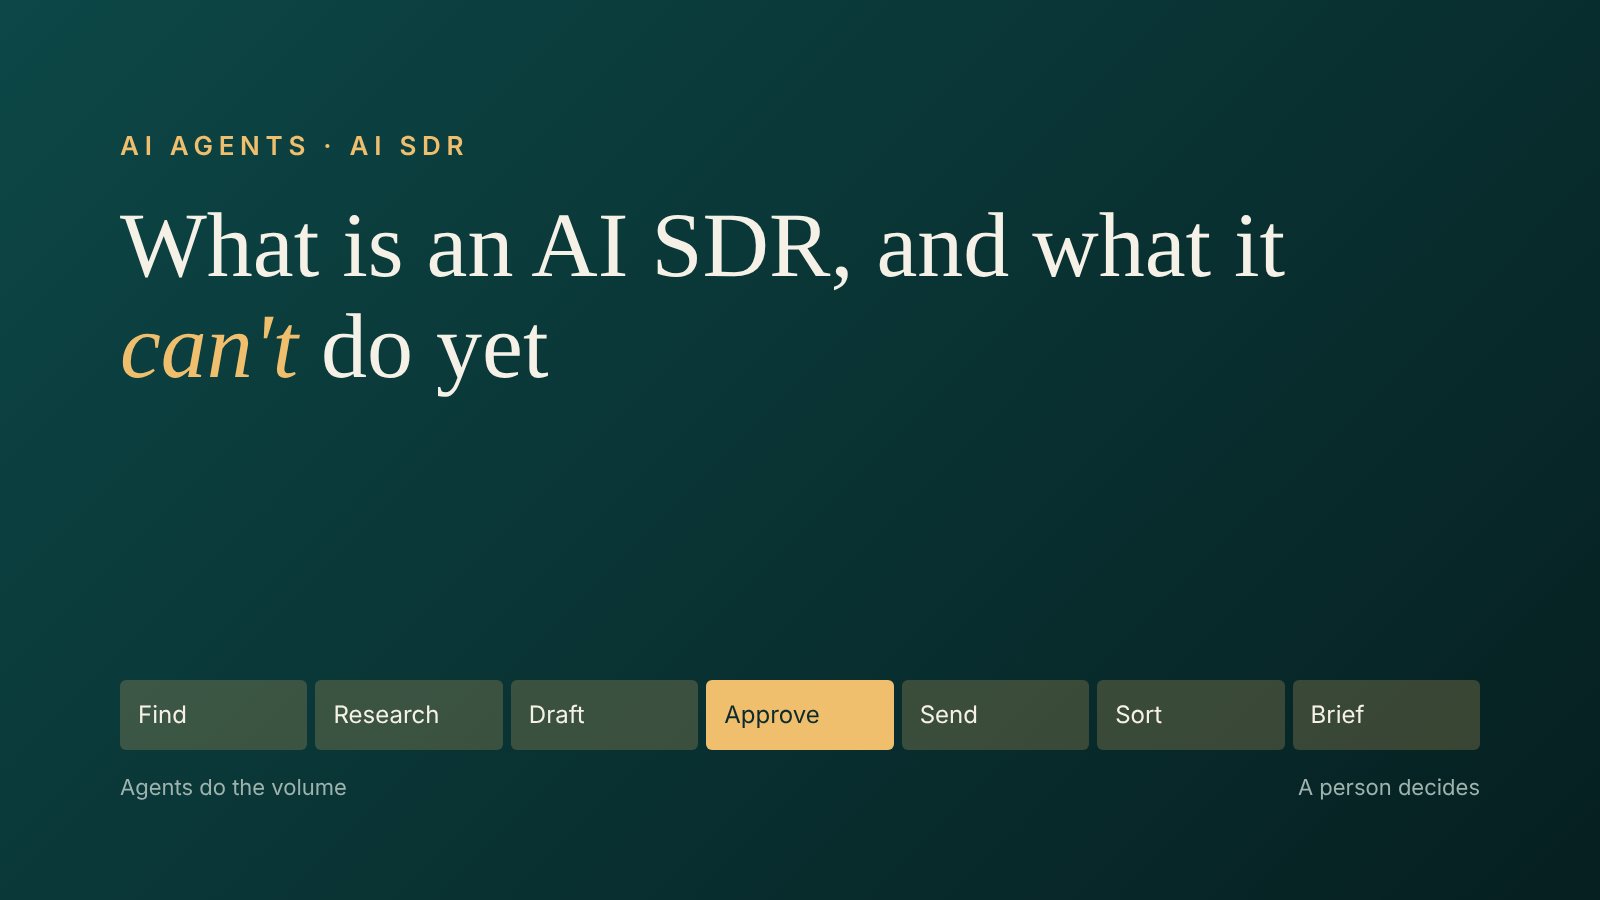 AI AGENTS · AI SDR
What is an AI SDR, and what it
can't do yet
Find
Research
Draft
Approve
Send
Sort
Brief
Agents do the volume
A person decides